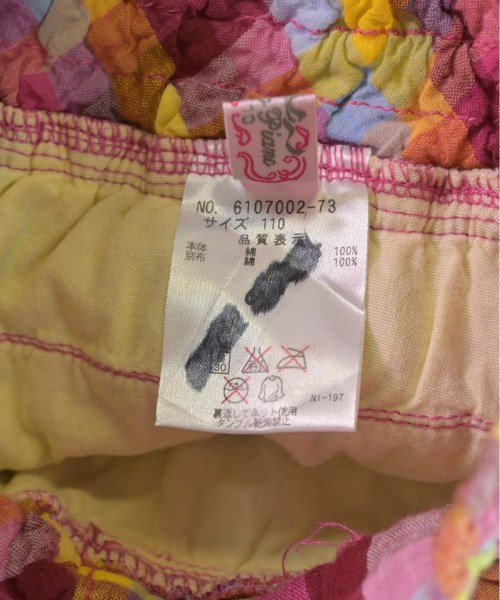 Piano
NO. 6107002-73
サイズ 110
品質表示
本体 綿 100%
別布 綿 100%
30
NI-197
裏返してネット使用
タンブル乾燥禁止